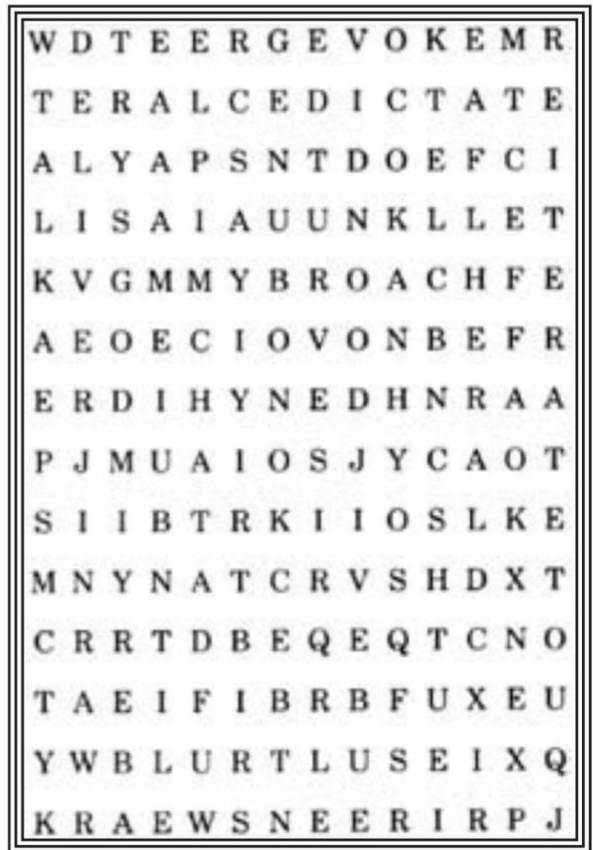 W D T E E R G E V O K E M R
T E R A L C E D I C T A T E
A L Y A P S N T D O E F C I
L I S A I A U U N K L L E T
K V G M M Y B R O A C H F E
A E O E C I O V O N B E F R
E R D I H Y N E D H N R A A
P J M U A I O S J Y C A O T
S I I B T R K I I O S L K E
M N Y N A T C R V S H D X T
C R R T D B E Q E Q T C N O
T A E I F I B R B F U X E U
Y W B L U R T L U S E I X Q
K R A E W S N E E R I R P J